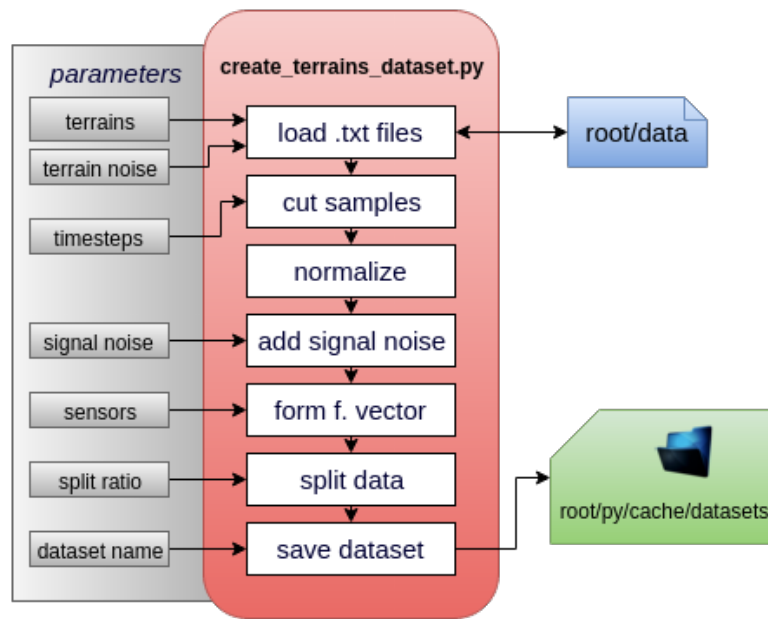 parameters
create_terrains_dataset.py
terrains
load .txt files
root/data
terrain noise
cut samples
timesteps
normalize
signal noise
add signal noise
sensors
form f. vector
split ratio
split data
root/py/cache/datasets
dataset name
save dataset